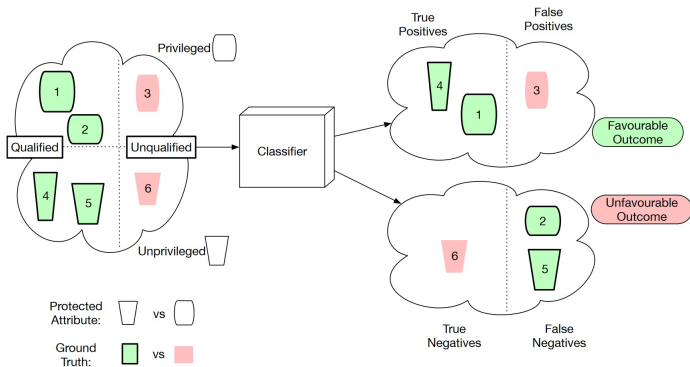 Privileged
1
2
3
Qualified
Unqualified
4
5
6
Unprivileged
Classifier
True
Positives
False
Positives
4
1
3
Favourable
Outcome
Unfavourable
Outcome
2
6
5
True
Negatives
False
Negatives
Protected
Attribute:
vs
Ground
Truth:
vs